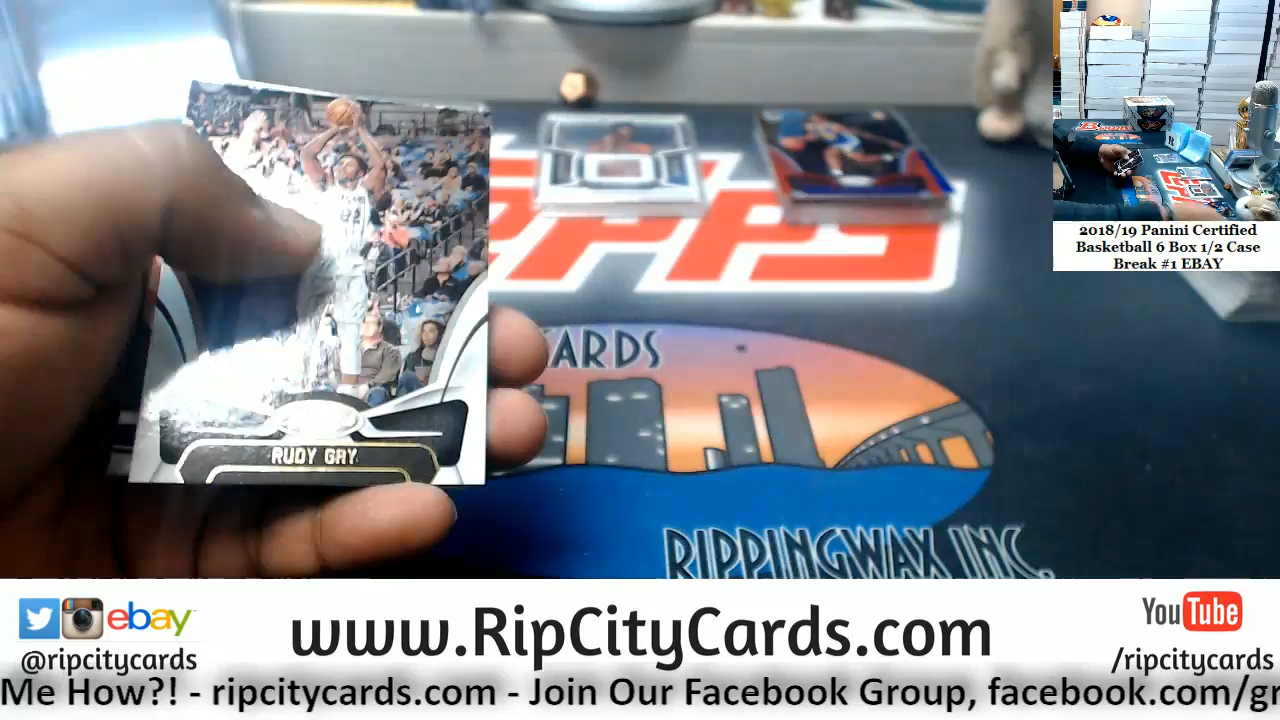 RUDY GAY
22
CARDS
RIPPINGWAX INC.
2018/19 Panini Certified
Basketball 6 Box 1/2 Case
Break #1 EBAY
ebay
@ripcitycards
www.RipCityCards.com
YouTube
/ripcitycards
Me How?! - ripcitycards.com - Join Our Facebook Group, facebook.com/gr